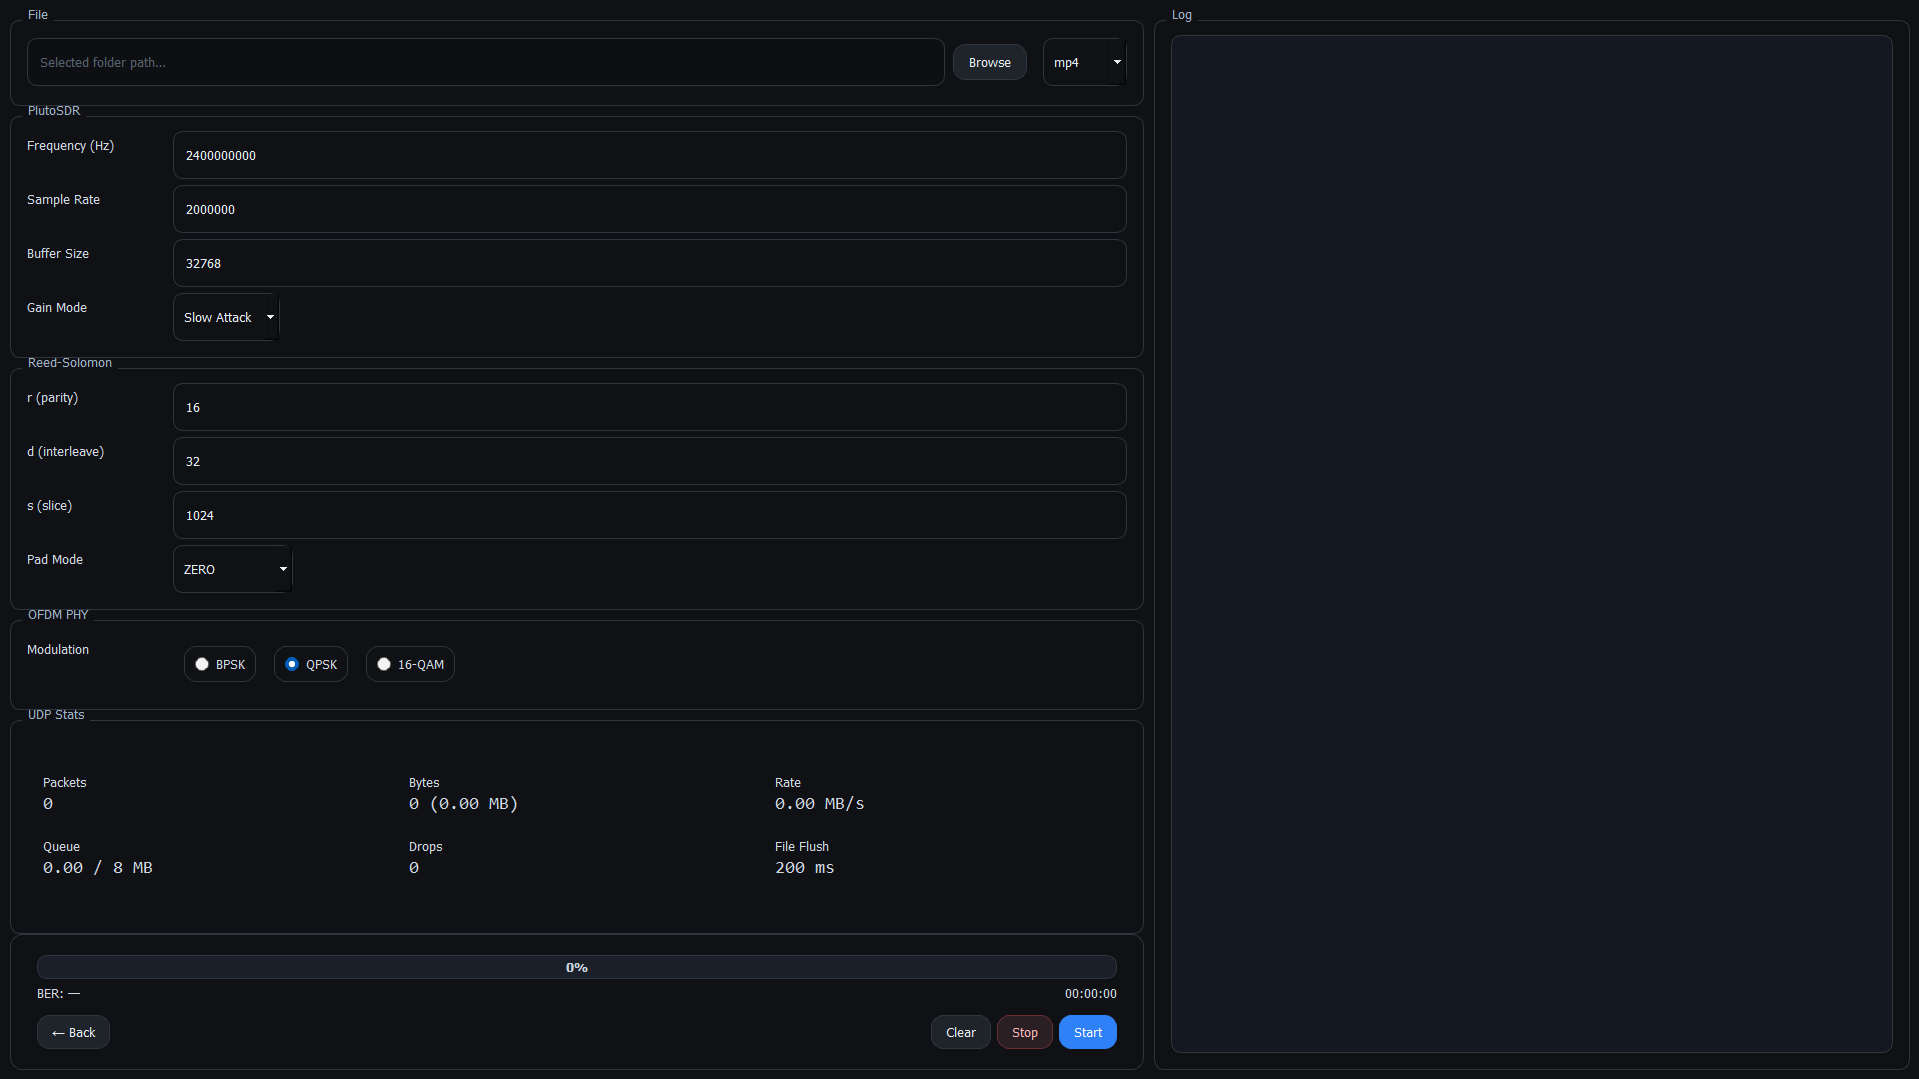 File
Selected folder path...
Browse
mp4
PlutoSDR
Frequency (Hz)
2400000000
Sample Rate
2000000
Buffer Size
32768
Gain Mode
Slow Attack
Reed-Solomon
r (parity)
16
d (interleave)
32
s (slice)
1024
Pad Mode
ZERO
OFDM PHY
Modulation
BPSK
QPSK
16-QAM
UDP Stats
Packets
0
Bytes
0 (0.00 MB)
Rate
0.00 MB/s
Queue
0.00 / 8 MB
Drops
0
File Flush
200 ms
0%
BER: —
00:00:00
← Back
Clear
Stop
Start
Log